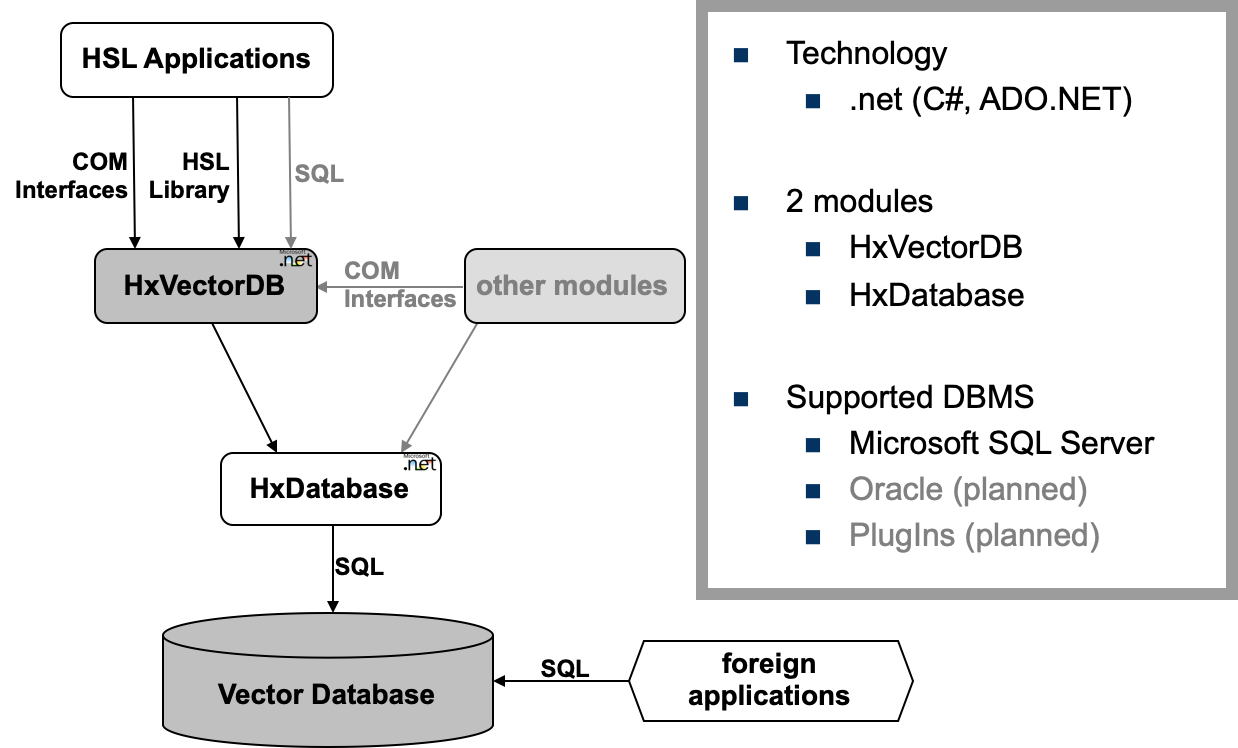 HSL Applications
COM
Interfaces
HSL
Library
SQL
Microsoft
.net
HxVectorDB
COM
Interfaces
other modules
Microsoft
.net
HxDatabase
SQL
Vector Database
SQL
foreign
applications
Technology
.net (C#, ADO.NET)
2 modules
HxVectorDB
HxDatabase
Supported DBMS
Microsoft SQL Server
Oracle (planned)
PlugIns (planned)